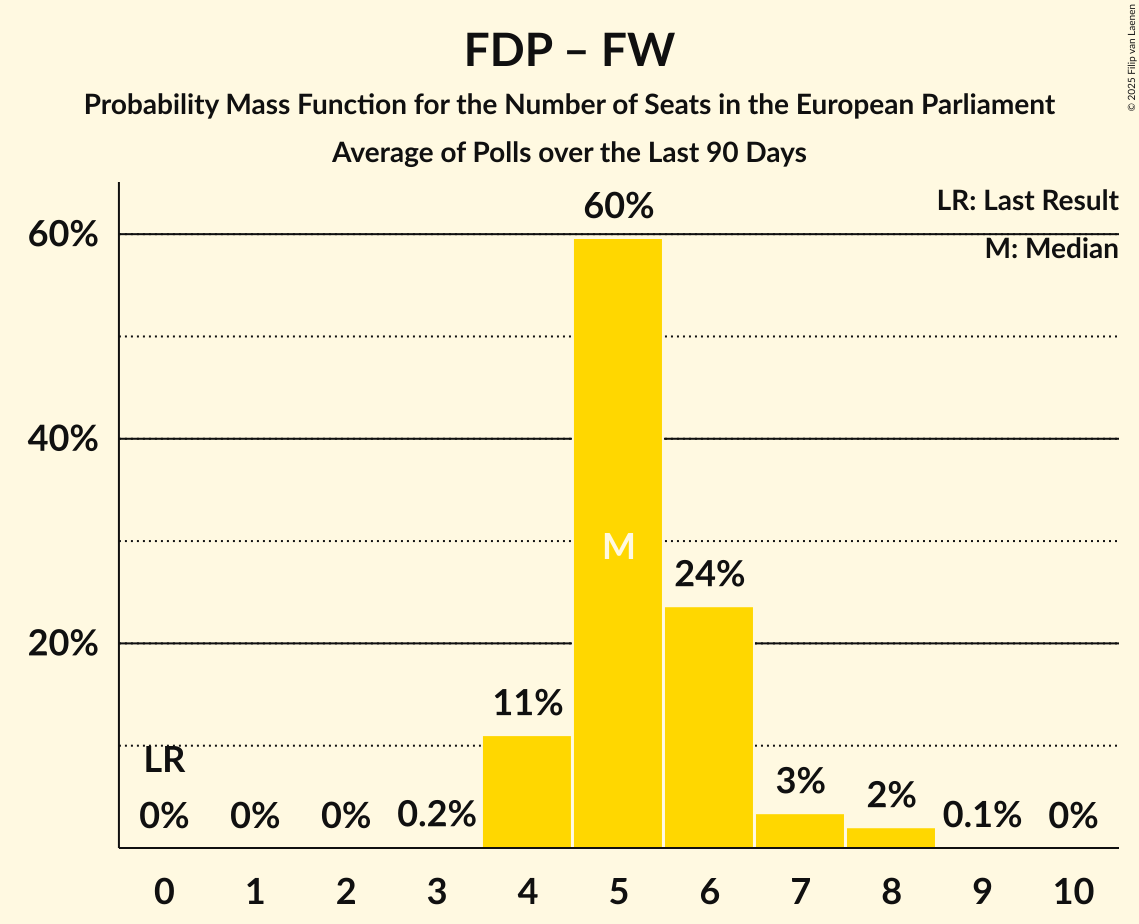 FDP – FW
Probability Mass Function for the Number of Seats in the European Parliament
Average of Polls over the Last 90 Days
© 2025 Filip van Laenen
LR: Last Result
M: Median
60%
40%
20%
60%
M
24%
11%
LR
3%
2%
0%
0%
0%
0.2%
0.1%
0%
0 1 2 3 4 5 6 7 8 9 10